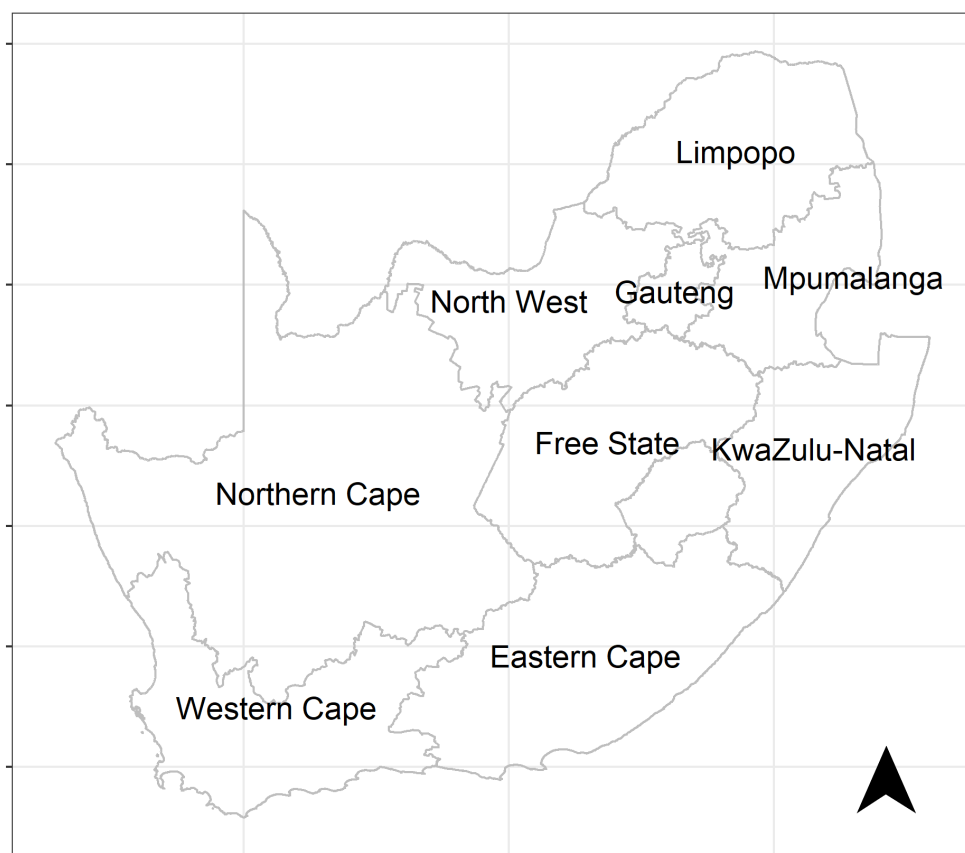 Limpopo
Mpumalanga
Gauteng
North West
Free State
KwaZulu-Natal
Northern Cape
Eastern Cape
Western Cape